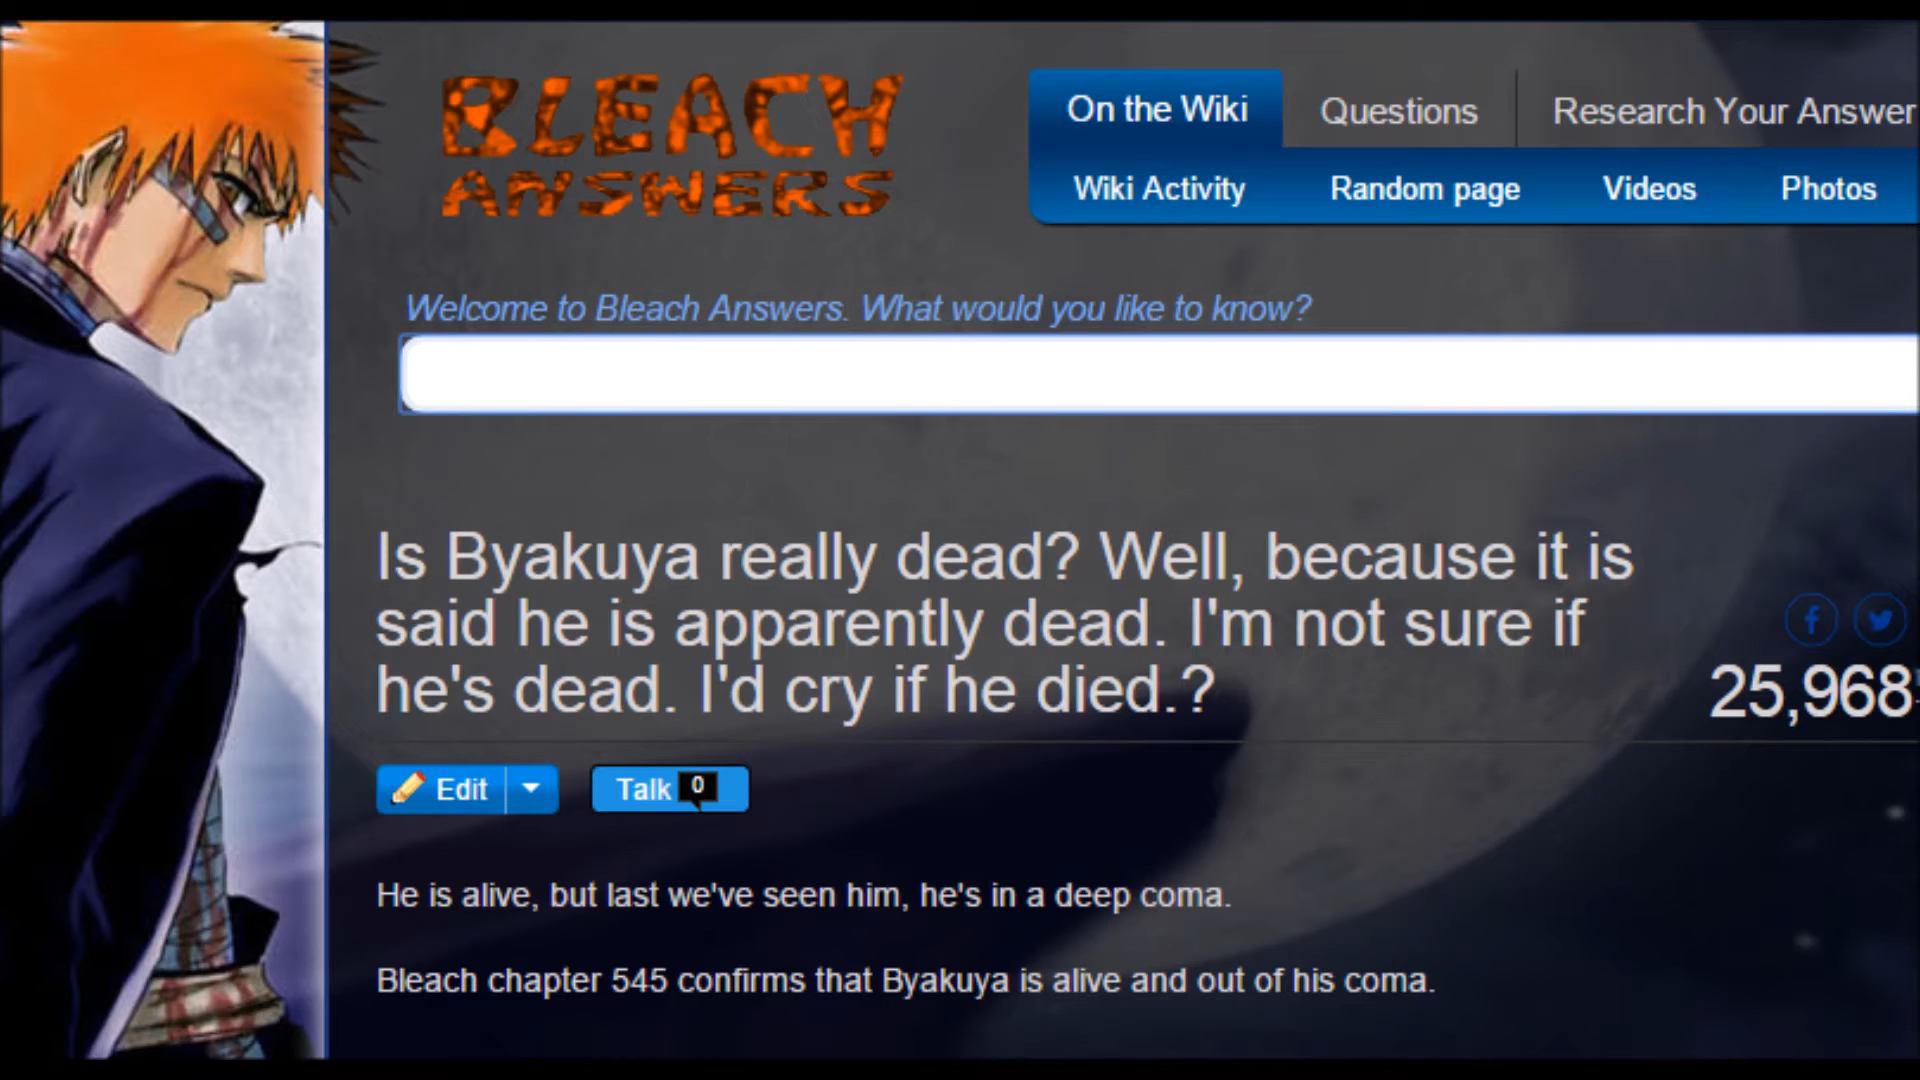 BLEACH
ANSWERS
On the Wiki
Questions
Research Your Answer
Wiki Activity
Random page
Videos
Photos
Welcome to Bleach Answers. What would you like to know?
Is Byakuya really dead? Well, because it is
said he is apparently dead. I'm not sure if
he's dead. I'd cry if he died.?
25,968
Edit
Talk 0
He is alive, but last we've seen him, he's in a deep coma.
Bleach chapter 545 confirms that Byakuya is alive and out of his coma.